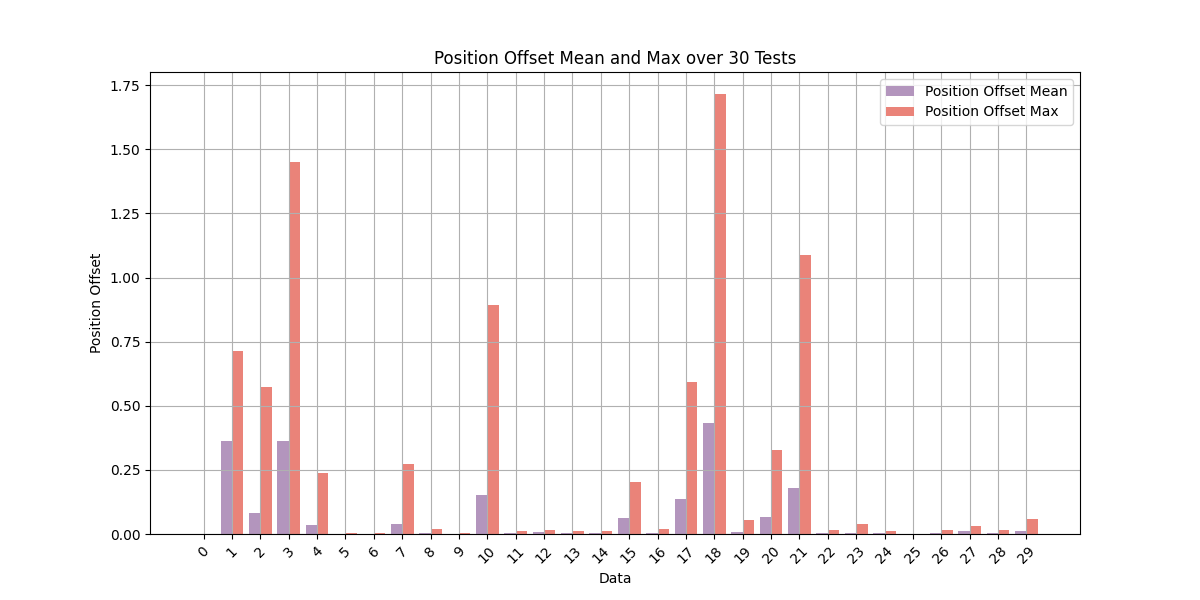 Position Offset Mean and Max over 30 Tests
Position Offset Mean
Position Offset Max
Position Offset
1.75
1.50
1.25
1.00
0.75
0.50
0.25
0.00
0 1 2 3 4 5 6 7 8 9 10 11 12 13 14 15 16 17 18 19 20 21 22 23 24 25 26 27 28 29
Data